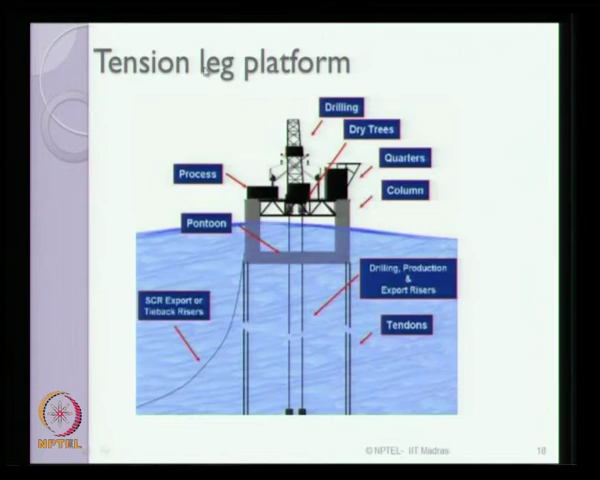 Tension leg platform
Drilling
Dry Trees
Quarters
Process
Column
Pontoon
Drilling, Production
&
Export Risers
SCR Export or
Tieback Risers
Tendons
NPTEL
© NPTEL- IIT Madras
18